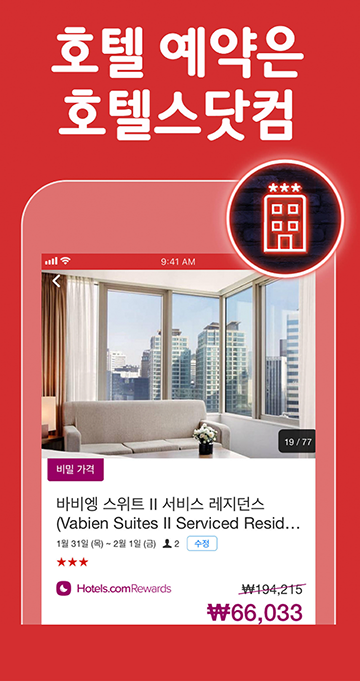 호텔 예약은
호텔스닷컴
9:41 AM
19 / 77
비밀 가격
바비엥 스위트 II 서비스 레지던스
(Vabien Suites II Serviced Resid...
1월 31일 (목) ~ 2월 1일 (금) 2 수정
Hotels.comRewards ₩194,215
₩66,033